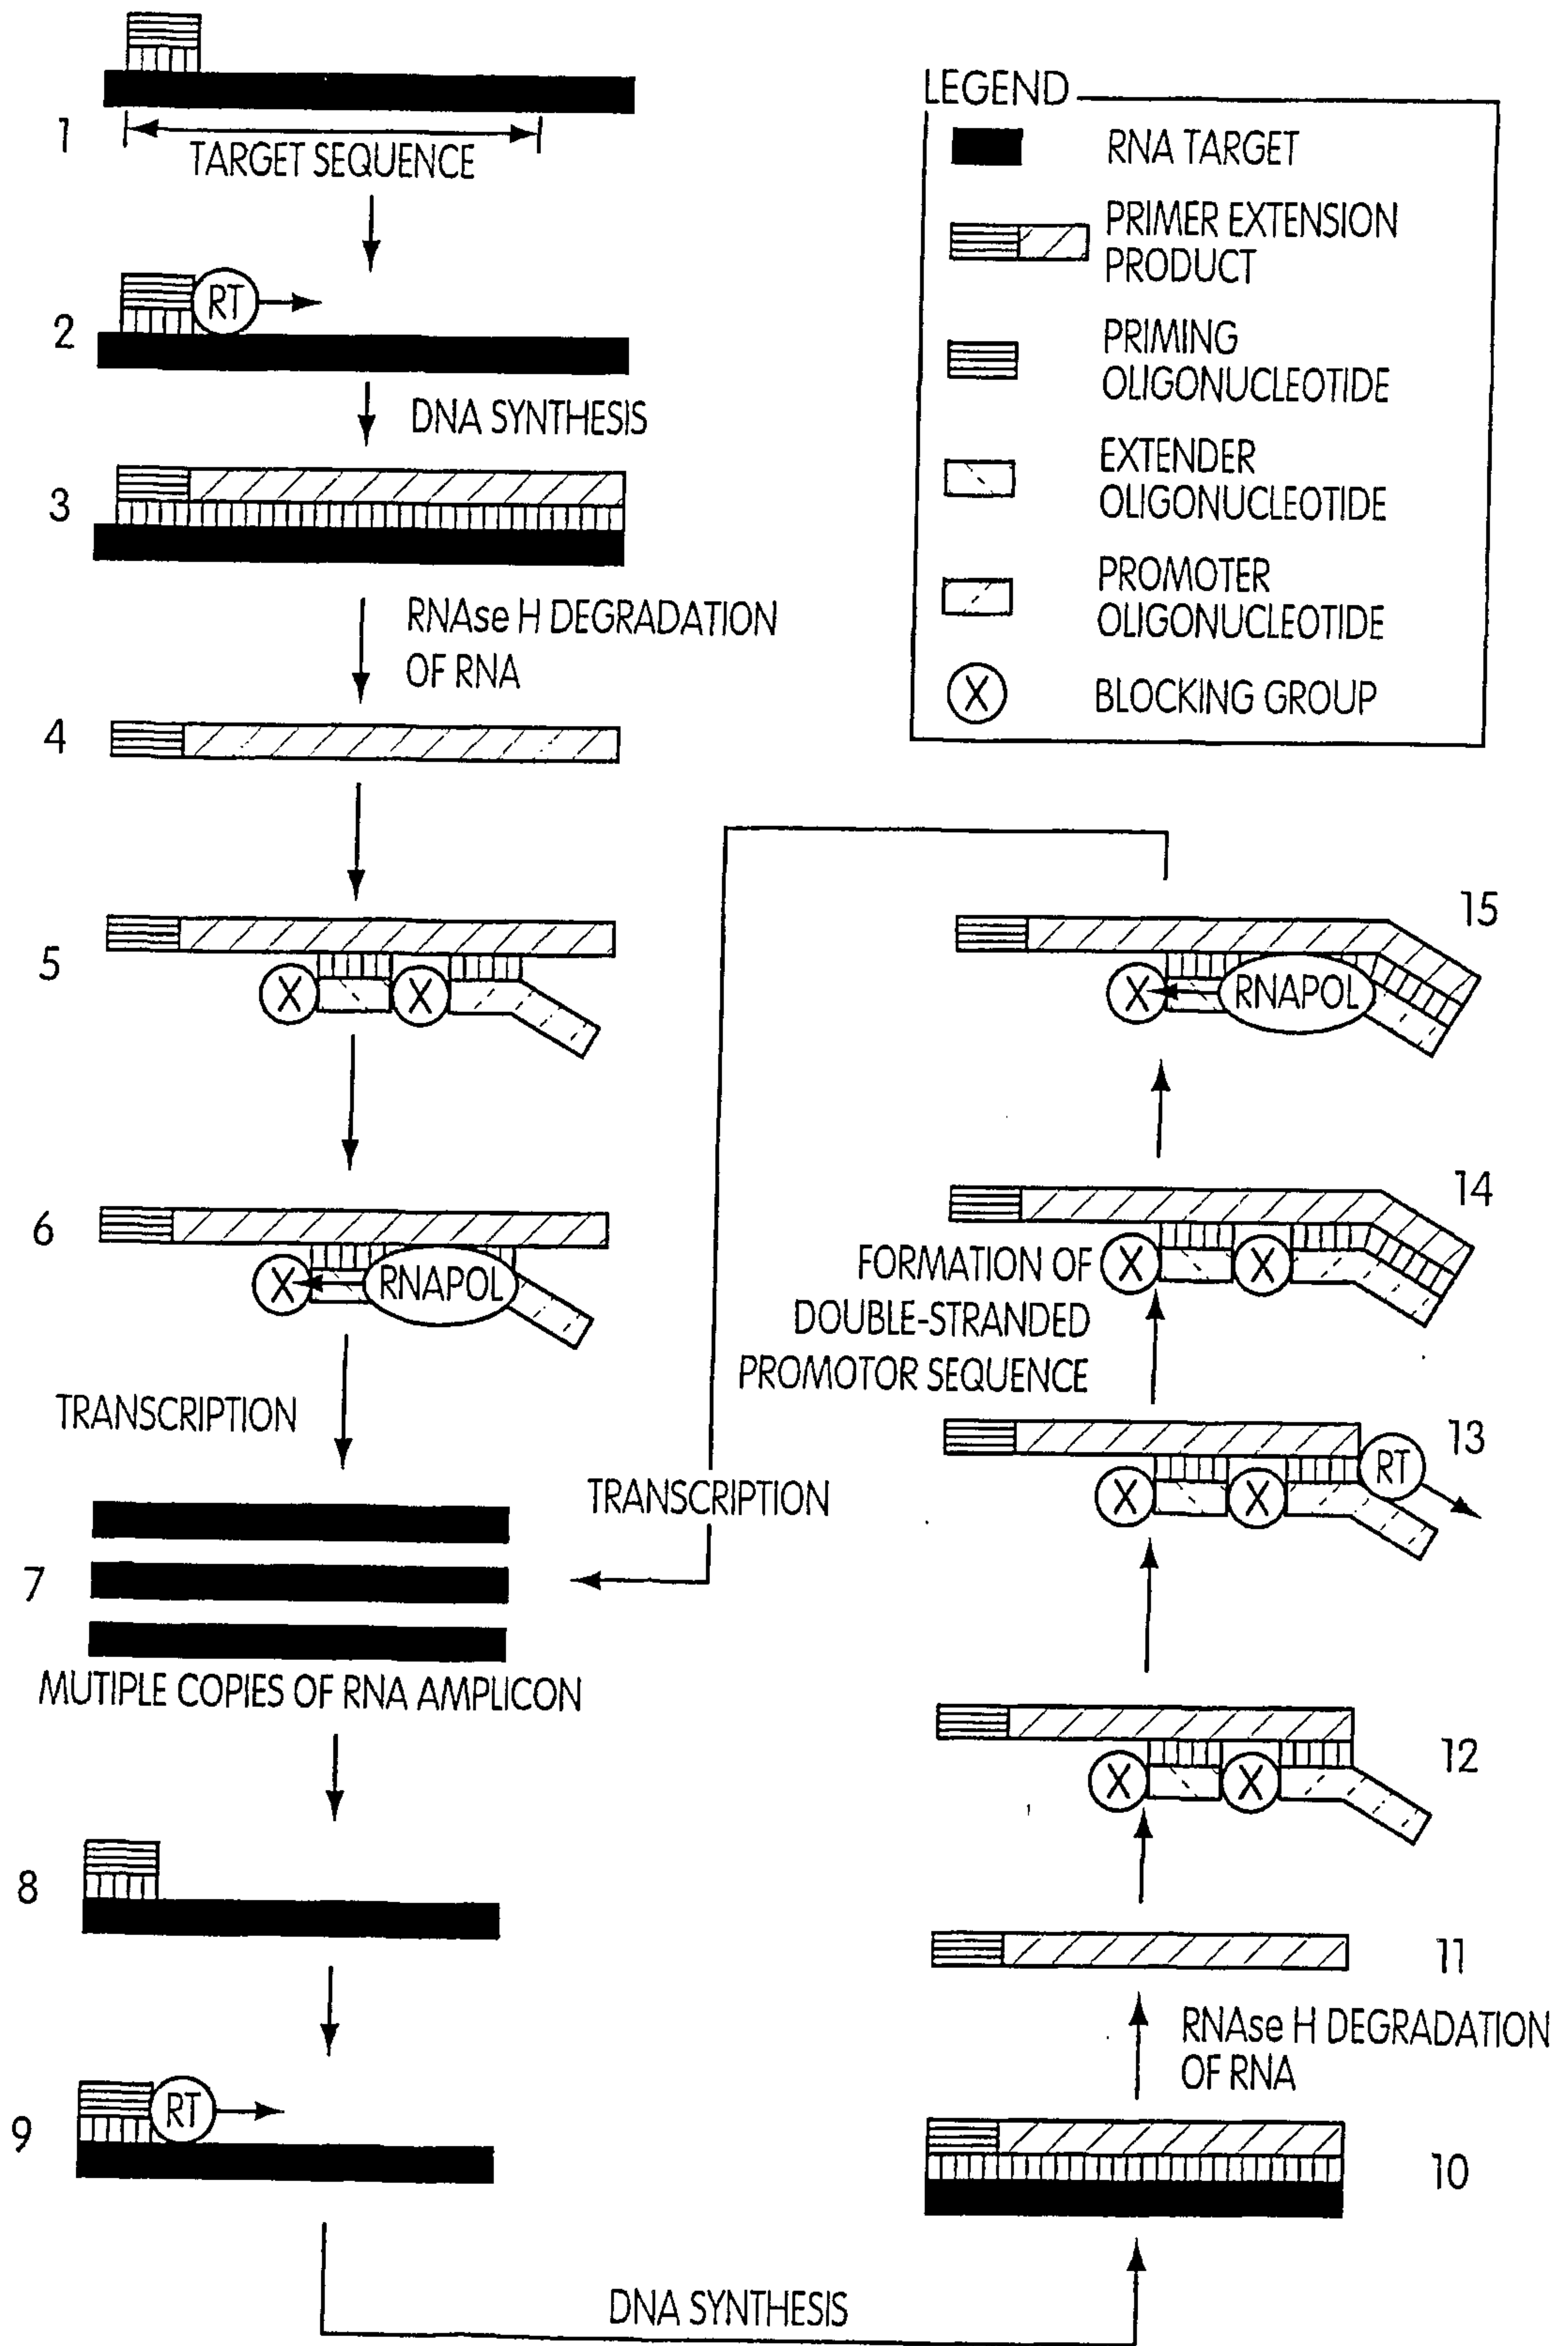 1
TARGET SEQUENCE
2
RT
DNA SYNTHESIS
3
RNAse H DEGRADATION
OF RNA
4
5
X
X
6
X
RNAPOL
TRANSCRIPTION
7
MUTIPLE COPIES OF RNA AMPLICON
8
9
RT
DNA SYNTHESIS
LEGEND
RNA TARGET
PRIMER EXTENSION
PRODUCT
PRIMING
OLIGONUCLEOTIDE
EXTENDER
OLIGONUCLEOTIDE
PROMOTER
OLIGONUCLEOTIDE
X
BLOCKING GROUP
10
RNAse H DEGRADATION
OF RNA
11
12
X
X
13
RT
X
X
FORMATION OF
DOUBLE-STRANDED
PROMOTOR SEQUENCE
14
X
X
15
X
RNAPOL
TRANSCRIPTION